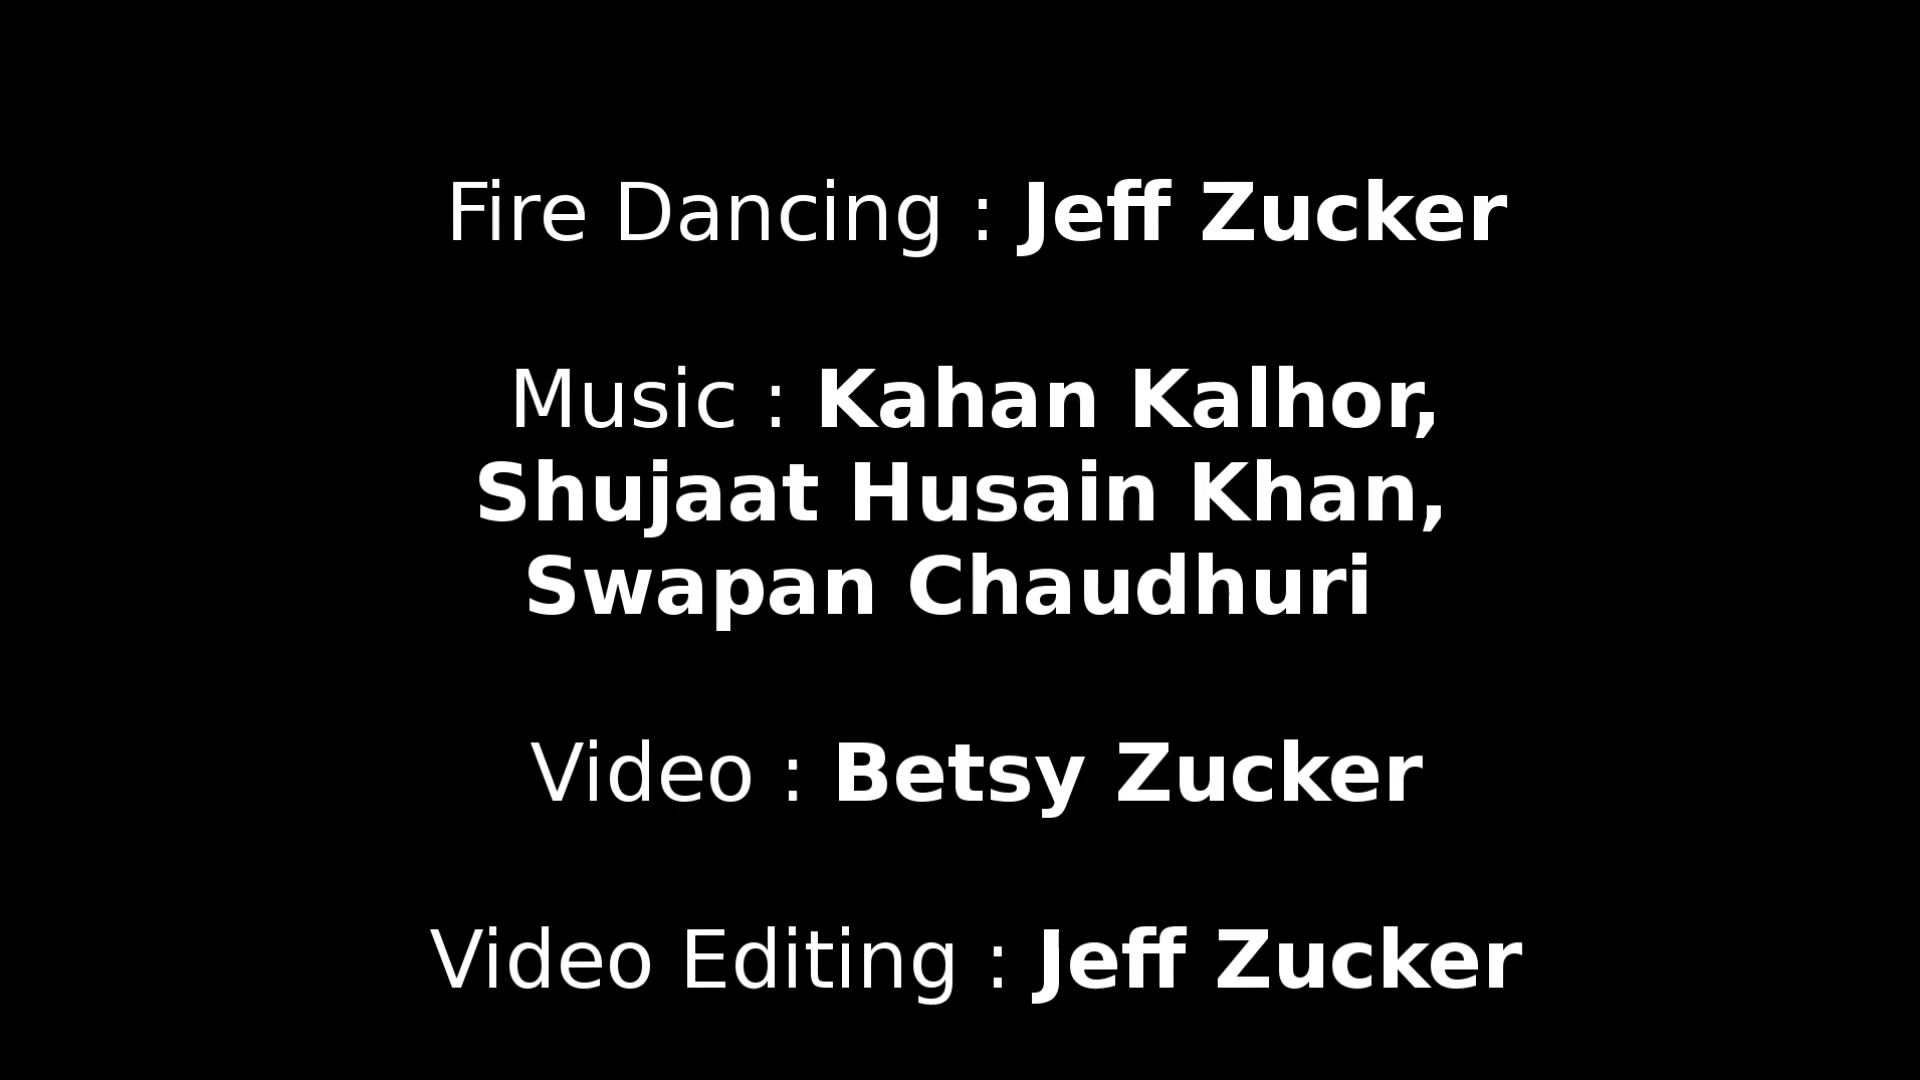 Fire Dancing : Jeff Zucker
Music : Kahan Kalhor,
Shujaat Husain Khan,
Swapan Chaudhuri
Video : Betsy Zucker
Video Editing : Jeff Zucker